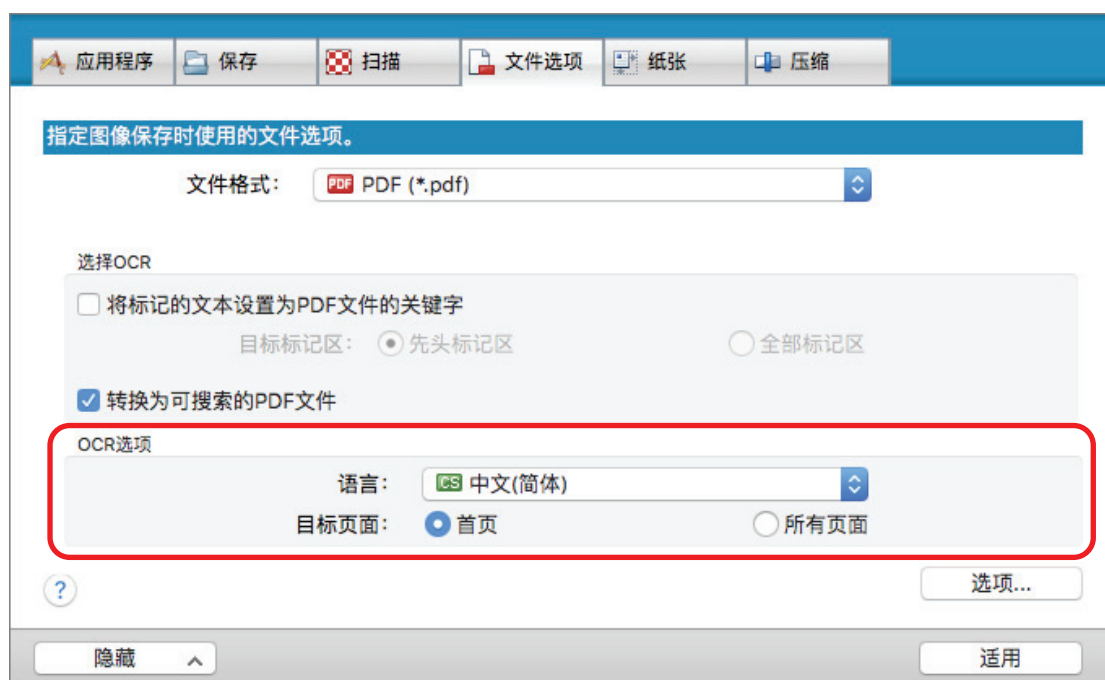 应用程序 保存 扫描 文件选项 纸张 压缩
指定图像保存时使用的文件选项。
文件格式： PDF PDF (*.pdf)
选择OCR
将标记的文本设置为PDF文件的关键字
目标标记区： 先头标记区 全部标记区
转换为可搜索的PDF文件
OCR选项
语言： CS 中文(简体)
目标页面： 首页 所有页面
? 选项...
隐藏 适用